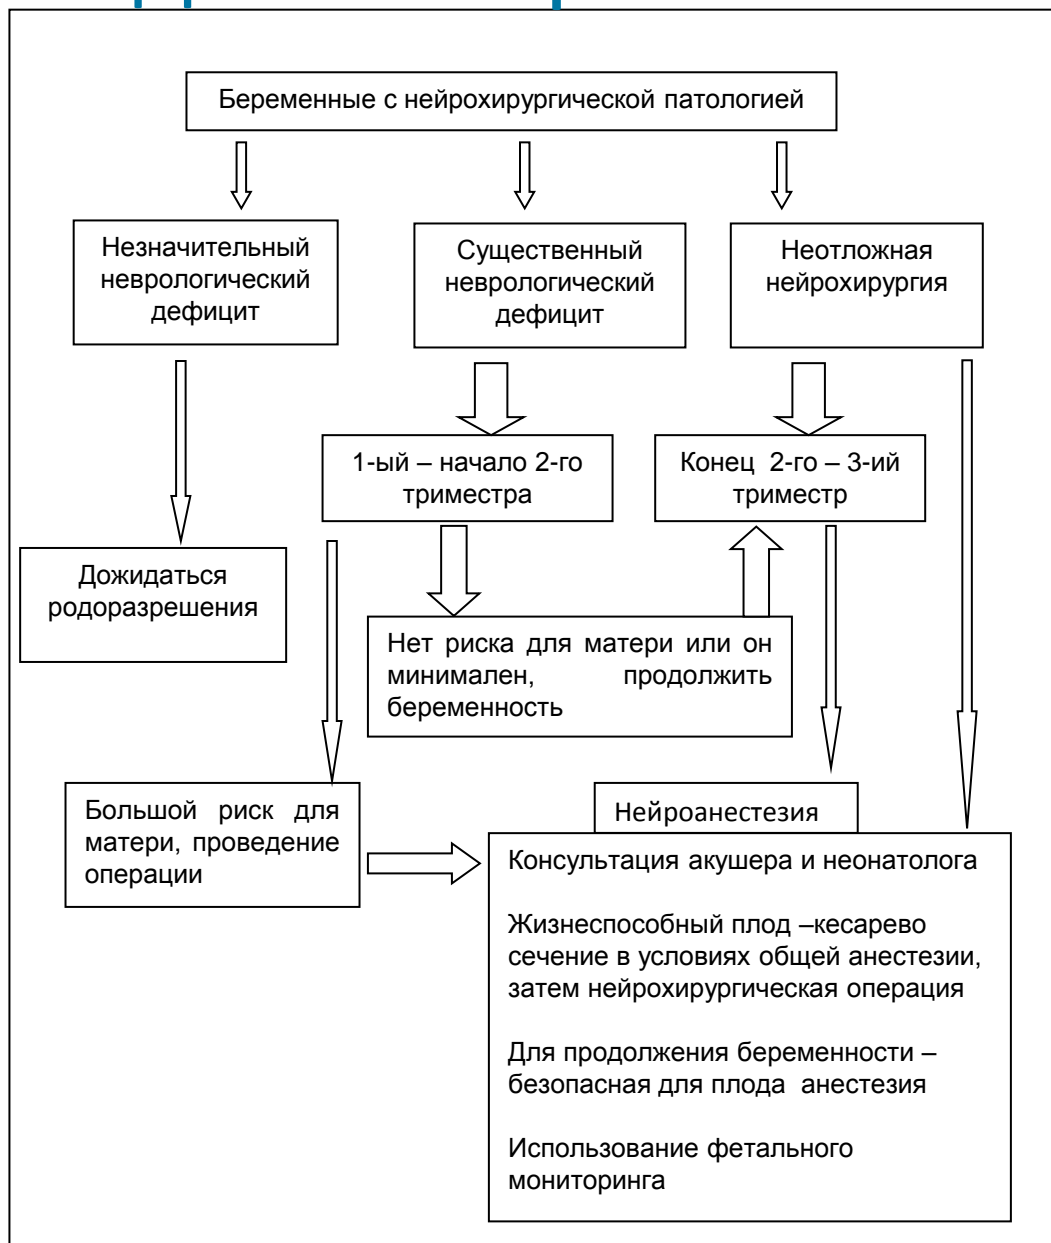 Беременные с нейрохирургической патологией
Незначительный
неврологический
дефицит
Существенный
неврологический
дефицит
Неотложная
нейрохирургия
1-ый – начало 2-го
триместра
Конец 2-го – 3-ий
триместр
Дожидаться
родоразрешения
Нет риска для матери или он
минимален, продолжить
беременность
Большой риск для
матери, проведение
операции
Нейроанестезия
Консультация акушера и неонатолога
Жизнеспособный плод –кесарево
сечение в условиях общей анестезии,
затем нейрохирургическая операция
Для продолжения беременности –
безопасная для плода анестезия
Использование фетального
мониторинга